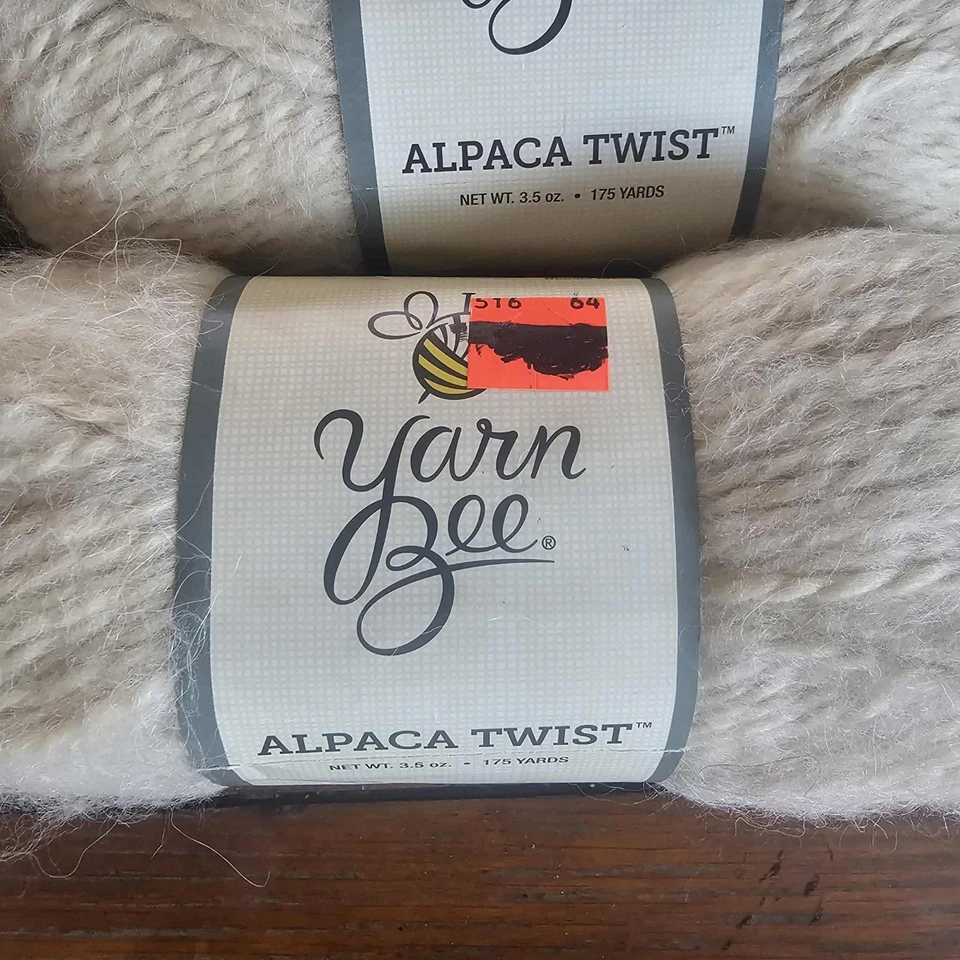 ALPACA TWIST™
NET WT. 3.5 oz. • 175 YARDS
516 64
Yarn
Bee®
ALPACA TWIST™
NET WT. 3.5 oz. • 175 YARDS